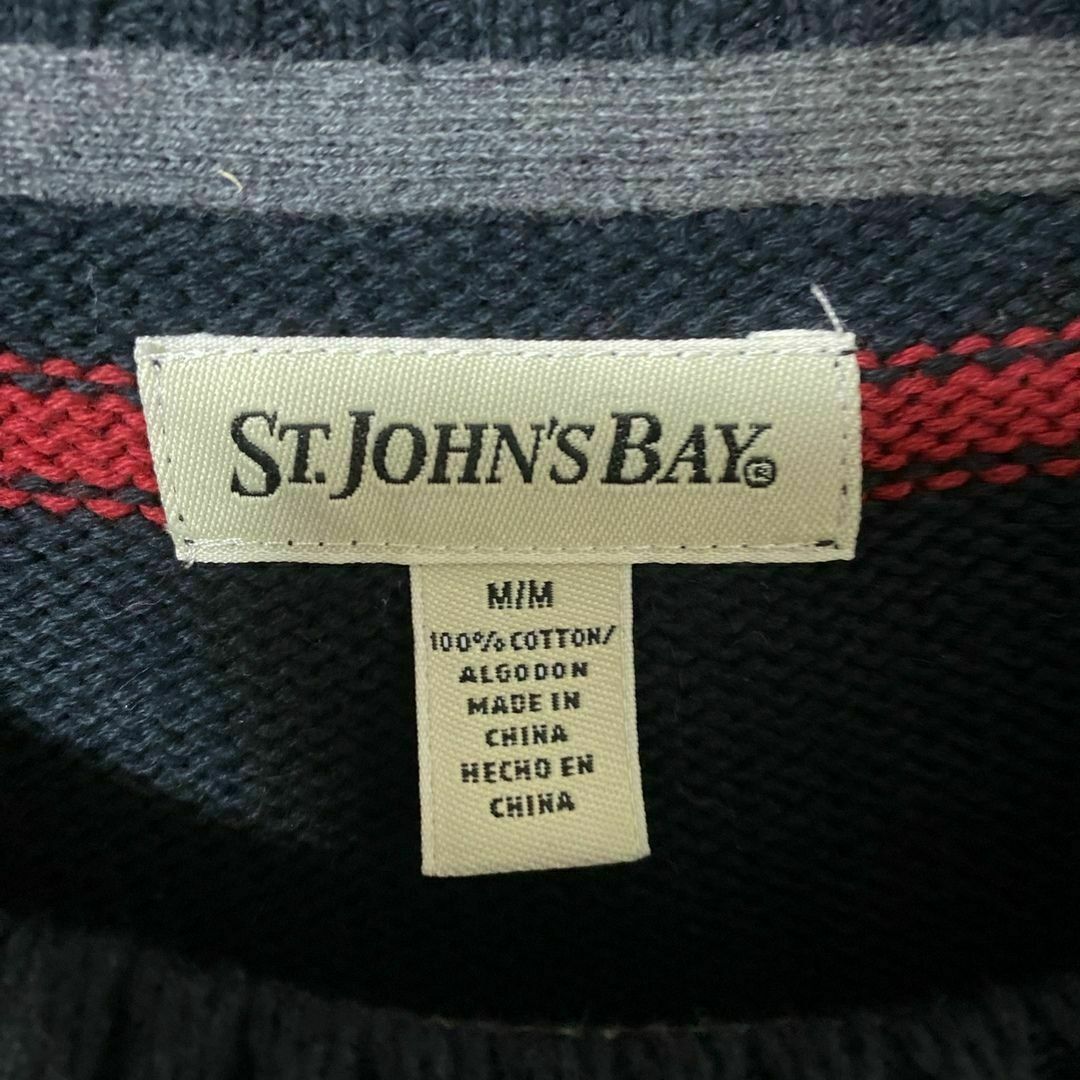 ST. JOHN'S BAY®
M/M
100% COTTON/
ALGODON
MADE IN
CHINA
HECHO EN
CHINA